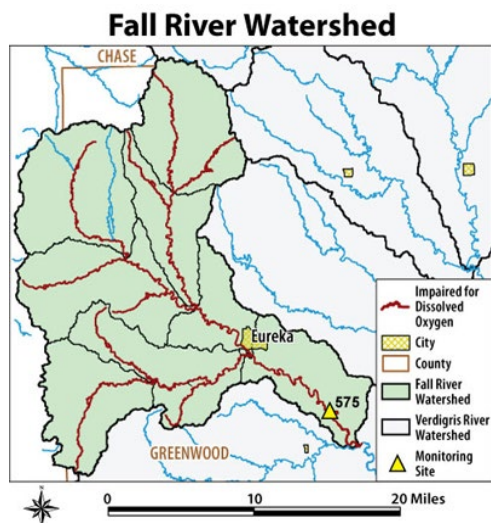 Fall River Watershed
CHASE
Eureka
575
GREENWOOD
Impaired for
Dissolved
Oxygen
City
County
Fall River
Watershed
Verdigris River
Watershed
Monitoring
Site
0 10 20 Miles